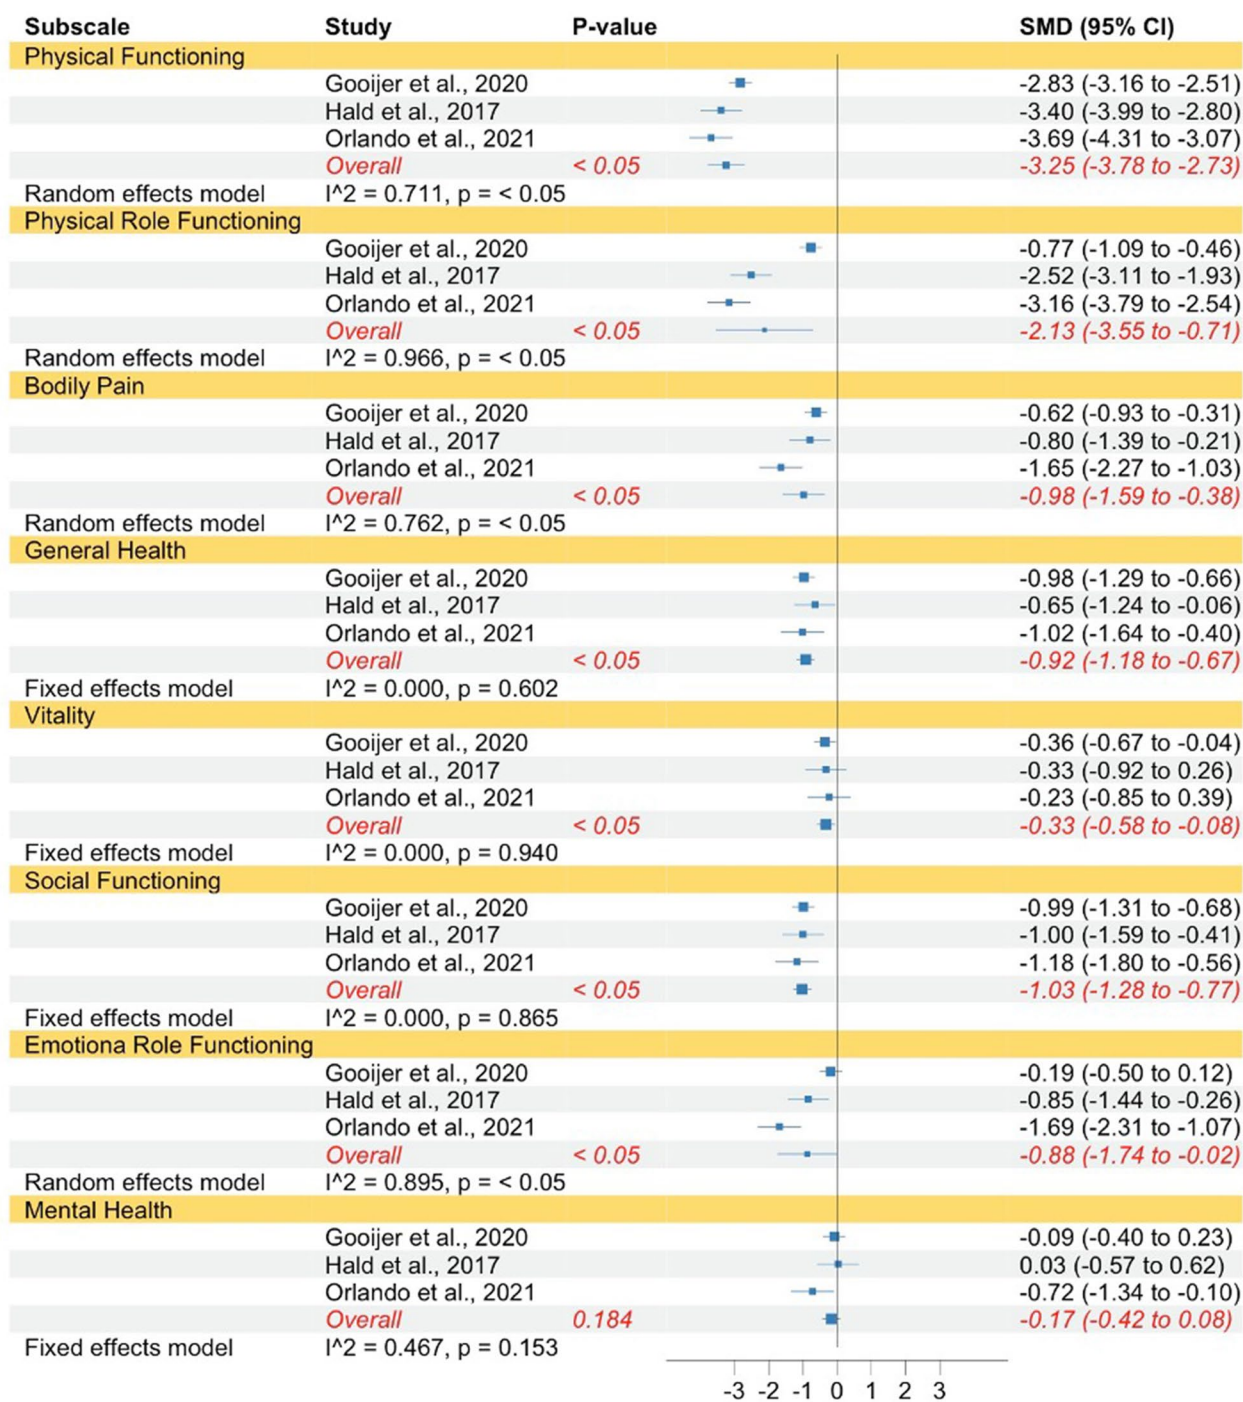 Subscale Study P-value SMD (95% CI)
Physical Functioning
Gooijer et al., 2020 -2.83 (-3.16 to -2.51)
Hald et al., 2017 -3.40 (-3.99 to -2.80)
Orlando et al., 2021 -3.69 (-4.31 to -3.07)
Overall < 0.05 -3.25 (-3.78 to -2.73)
Random effects model I^2 = 0.711, p = < 0.05
Physical Role Functioning
Gooijer et al., 2020 -0.77 (-1.09 to -0.46)
Hald et al., 2017 -2.52 (-3.11 to -1.93)
Orlando et al., 2021 -3.16 (-3.79 to -2.54)
Overall < 0.05 -2.13 (-3.55 to -0.71)
Random effects model I^2 = 0.966, p = < 0.05
Bodily Pain
Gooijer et al., 2020 -0.62 (-0.93 to -0.31)
Hald et al., 2017 -0.80 (-1.39 to -0.21)
Orlando et al., 2021 -1.65 (-2.27 to -1.03)
Overall < 0.05 -0.98 (-1.59 to -0.38)
Random effects model I^2 = 0.762, p = < 0.05
General Health
Gooijer et al., 2020 -0.98 (-1.29 to -0.66)
Hald et al., 2017 -0.65 (-1.24 to -0.06)
Orlando et al., 2021 -1.02 (-1.64 to -0.40)
Overall < 0.05 -0.92 (-1.18 to -0.67)
Fixed effects model I^2 = 0.000, p = 0.602
Vitality
Gooijer et al., 2020 -0.36 (-0.67 to -0.04)
Hald et al., 2017 -0.33 (-0.92 to 0.26)
Orlando et al., 2021 -0.23 (-0.85 to 0.39)
Overall < 0.05 -0.33 (-0.58 to -0.08)
Fixed effects model I^2 = 0.000, p = 0.940
Social Functioning
Gooijer et al., 2020 -0.99 (-1.31 to -0.68)
Hald et al., 2017 -1.00 (-1.59 to -0.41)
Orlando et al., 2021 -1.18 (-1.80 to -0.56)
Overall < 0.05 -1.03 (-1.28 to -0.77)
Fixed effects model I^2 = 0.000, p = 0.865
Emotiona Role Functioning
Gooijer et al., 2020 -0.19 (-0.50 to 0.12)
Hald et al., 2017 -0.85 (-1.44 to -0.26)
Orlando et al., 2021 -1.69 (-2.31 to -1.07)
Overall < 0.05 -0.88 (-1.74 to -0.02)
Random effects model I^2 = 0.895, p = < 0.05
Mental Health
Gooijer et al., 2020 -0.09 (-0.40 to 0.23)
Hald et al., 2017 0.03 (-0.57 to 0.62)
Orlando et al., 2021 -0.72 (-1.34 to -0.10)
Overall 0.184 -0.17 (-0.42 to 0.08)
Fixed effects model I^2 = 0.467, p = 0.153
-3 -2 -1 0 1 2 3